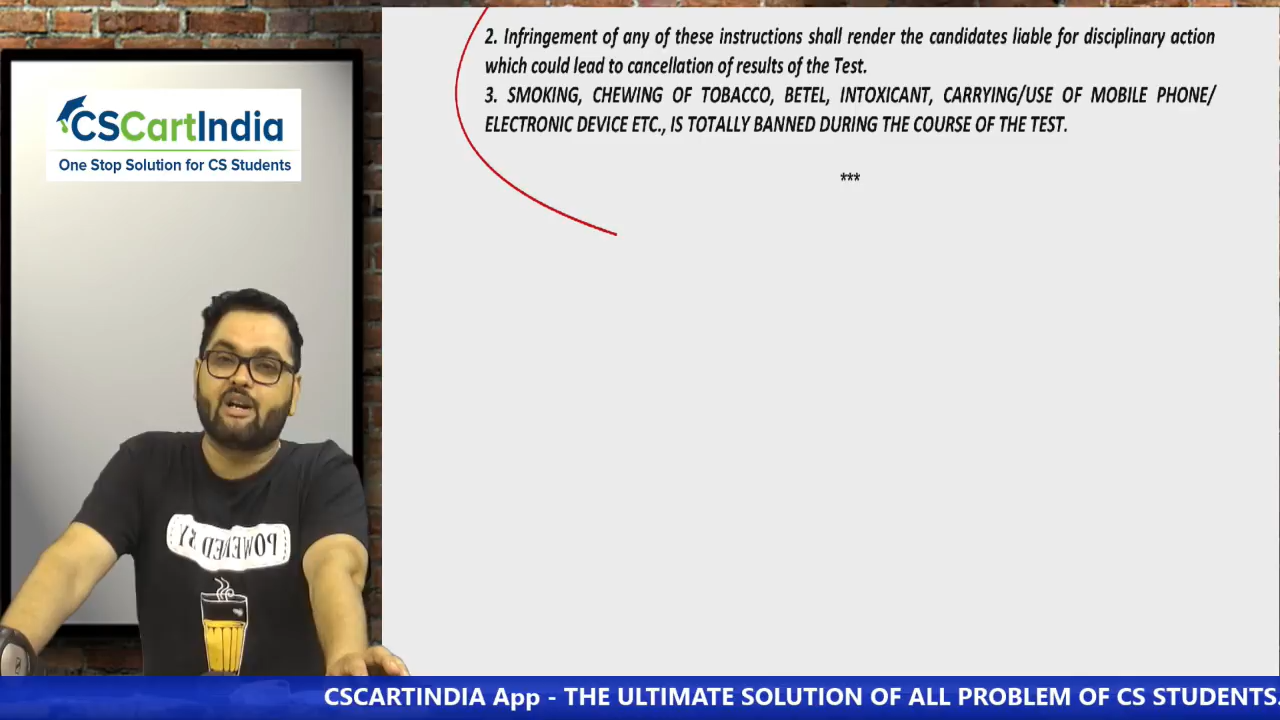 2. Infringement of any of these instructions shall render the candidates liable for disciplinary action
which could lead to cancellation of results of the Test.
3. SMOKING, CHEWING OF TOBACCO, BETEL, INTOXICANT, CARRYING/USE OF MOBILE PHONE/
ELECTRONIC DEVICE ETC., IS TOTALLY BANNED DURING THE COURSE OF THE TEST.
***
CSCartIndia
One Stop Solution for CS Students
POWERED BY
CSCARTINDIA App - THE ULTIMATE SOLUTION OF ALL PROBLEM OF CS STUDENTS